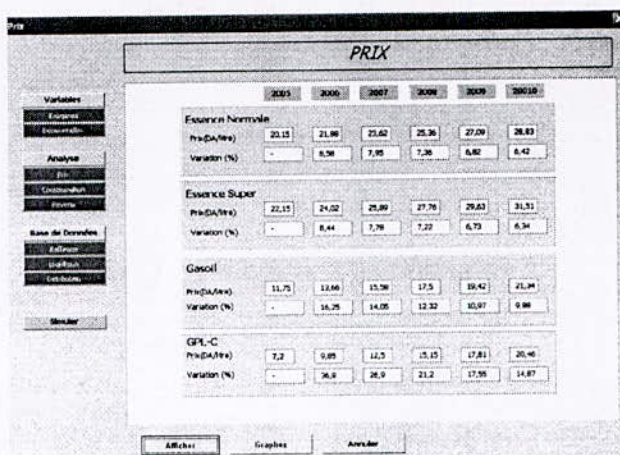 Prix
PRIX
2005 2006 2007 2008 2009 20010
Variables
Analyse
Prix
Consommation
Base de Données
Simuler
Essence Normale
Prix(DA/litre) 20,15 21,88 23,62 25,36 27,09 28,83
Variation (%) - 8,58 7,95 7,36 6,82 6,42
Essence Super
Prix(DA/litre) 22,15 24,02 25,89 27,76 29,63 31,51
Variation (%) - 8,44 7,78 7,22 6,73 6,34
Gasoil
Prix(DA/litre) 11,75 13,66 15,58 17,5 19,42 21,34
Variation (%) - 16,25 14,05 12,32 10,97 9,88
GPL-C
Prix(DA/litre) 7,2 9,85 12,5 15,15 17,81 20,46
Variation (%) - 36,9 26,9 21,2 17,55 14,87
Afficher Graphes Annuler